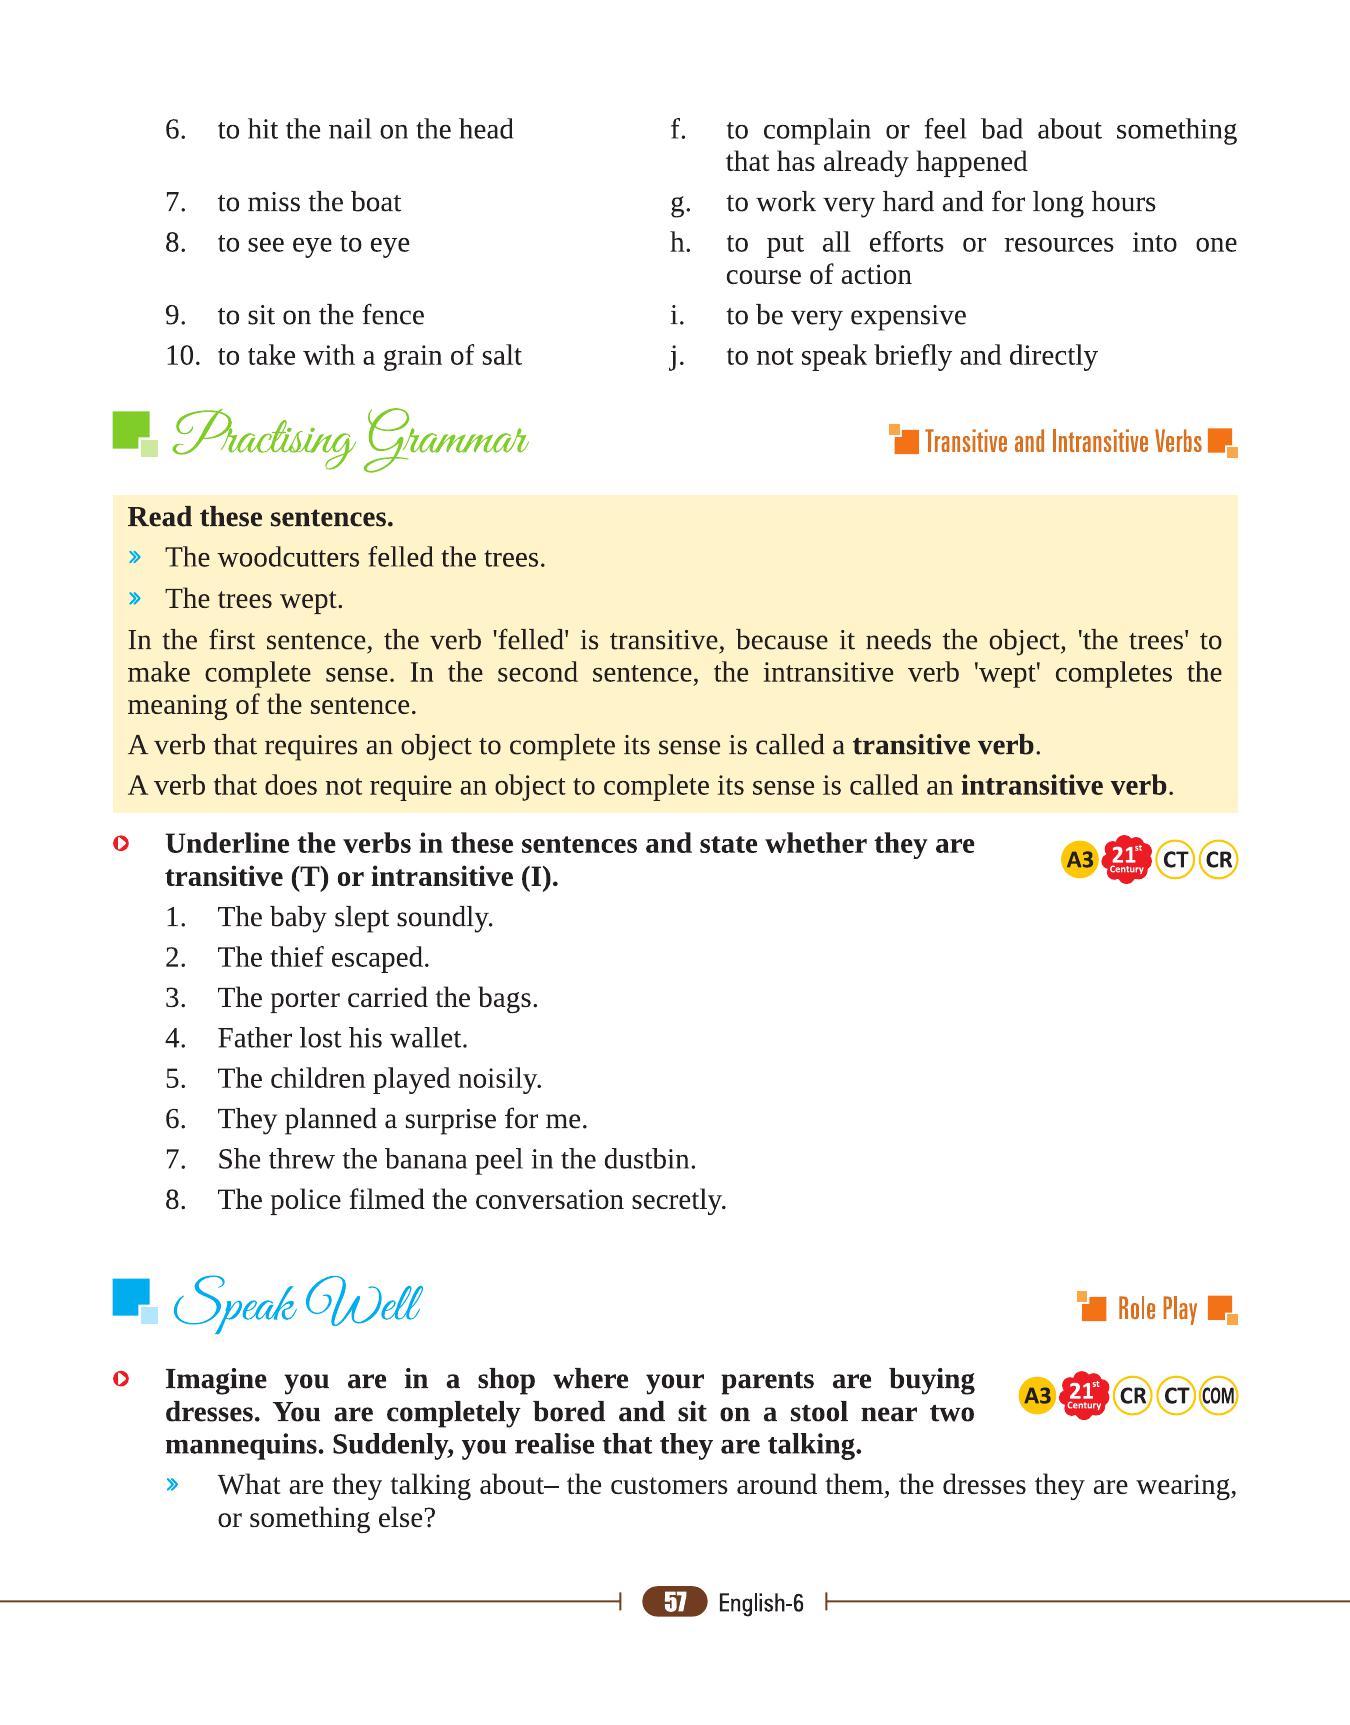 6. to hit the nail on the head f. to complain or feel bad about something
that has already happened
7. to miss the boat g. to work very hard and for long hours
8. to see eye to eye h. to put all efforts or resources into one
course of action
9. to sit on the fence i. to be very expensive
10. to take with a grain of salt j. to not speak briefly and directly
Practising Grammar Transitive and Intransitive Verbs
Read these sentences.
» The woodcutters felled the trees.
» The trees wept.
In the first sentence, the verb 'felled' is transitive, because it needs the object, 'the trees' to
make complete sense. In the second sentence, the intransitive verb 'wept' completes the
meaning of the sentence.
A verb that requires an object to complete its sense is called a transitive verb.
A verb that does not require an object to complete its sense is called an intransitive verb.
Underline the verbs in these sentences and state whether they are A3 21st Century CT CR
transitive (T) or intransitive (I).
1. The baby slept soundly.
2. The thief escaped.
3. The porter carried the bags.
4. Father lost his wallet.
5. The children played noisily.
6. They planned a surprise for me.
7. She threw the banana peel in the dustbin.
8. The police filmed the conversation secretly.
Speak Well Role Play
Imagine you are in a shop where your parents are buying A3 21st Century CR CT COM
dresses. You are completely bored and sit on a stool near two
mannequins. Suddenly, you realise that they are talking.
» What are they talking about– the customers around them, the dresses they are wearing,
or something else?
57 English-6